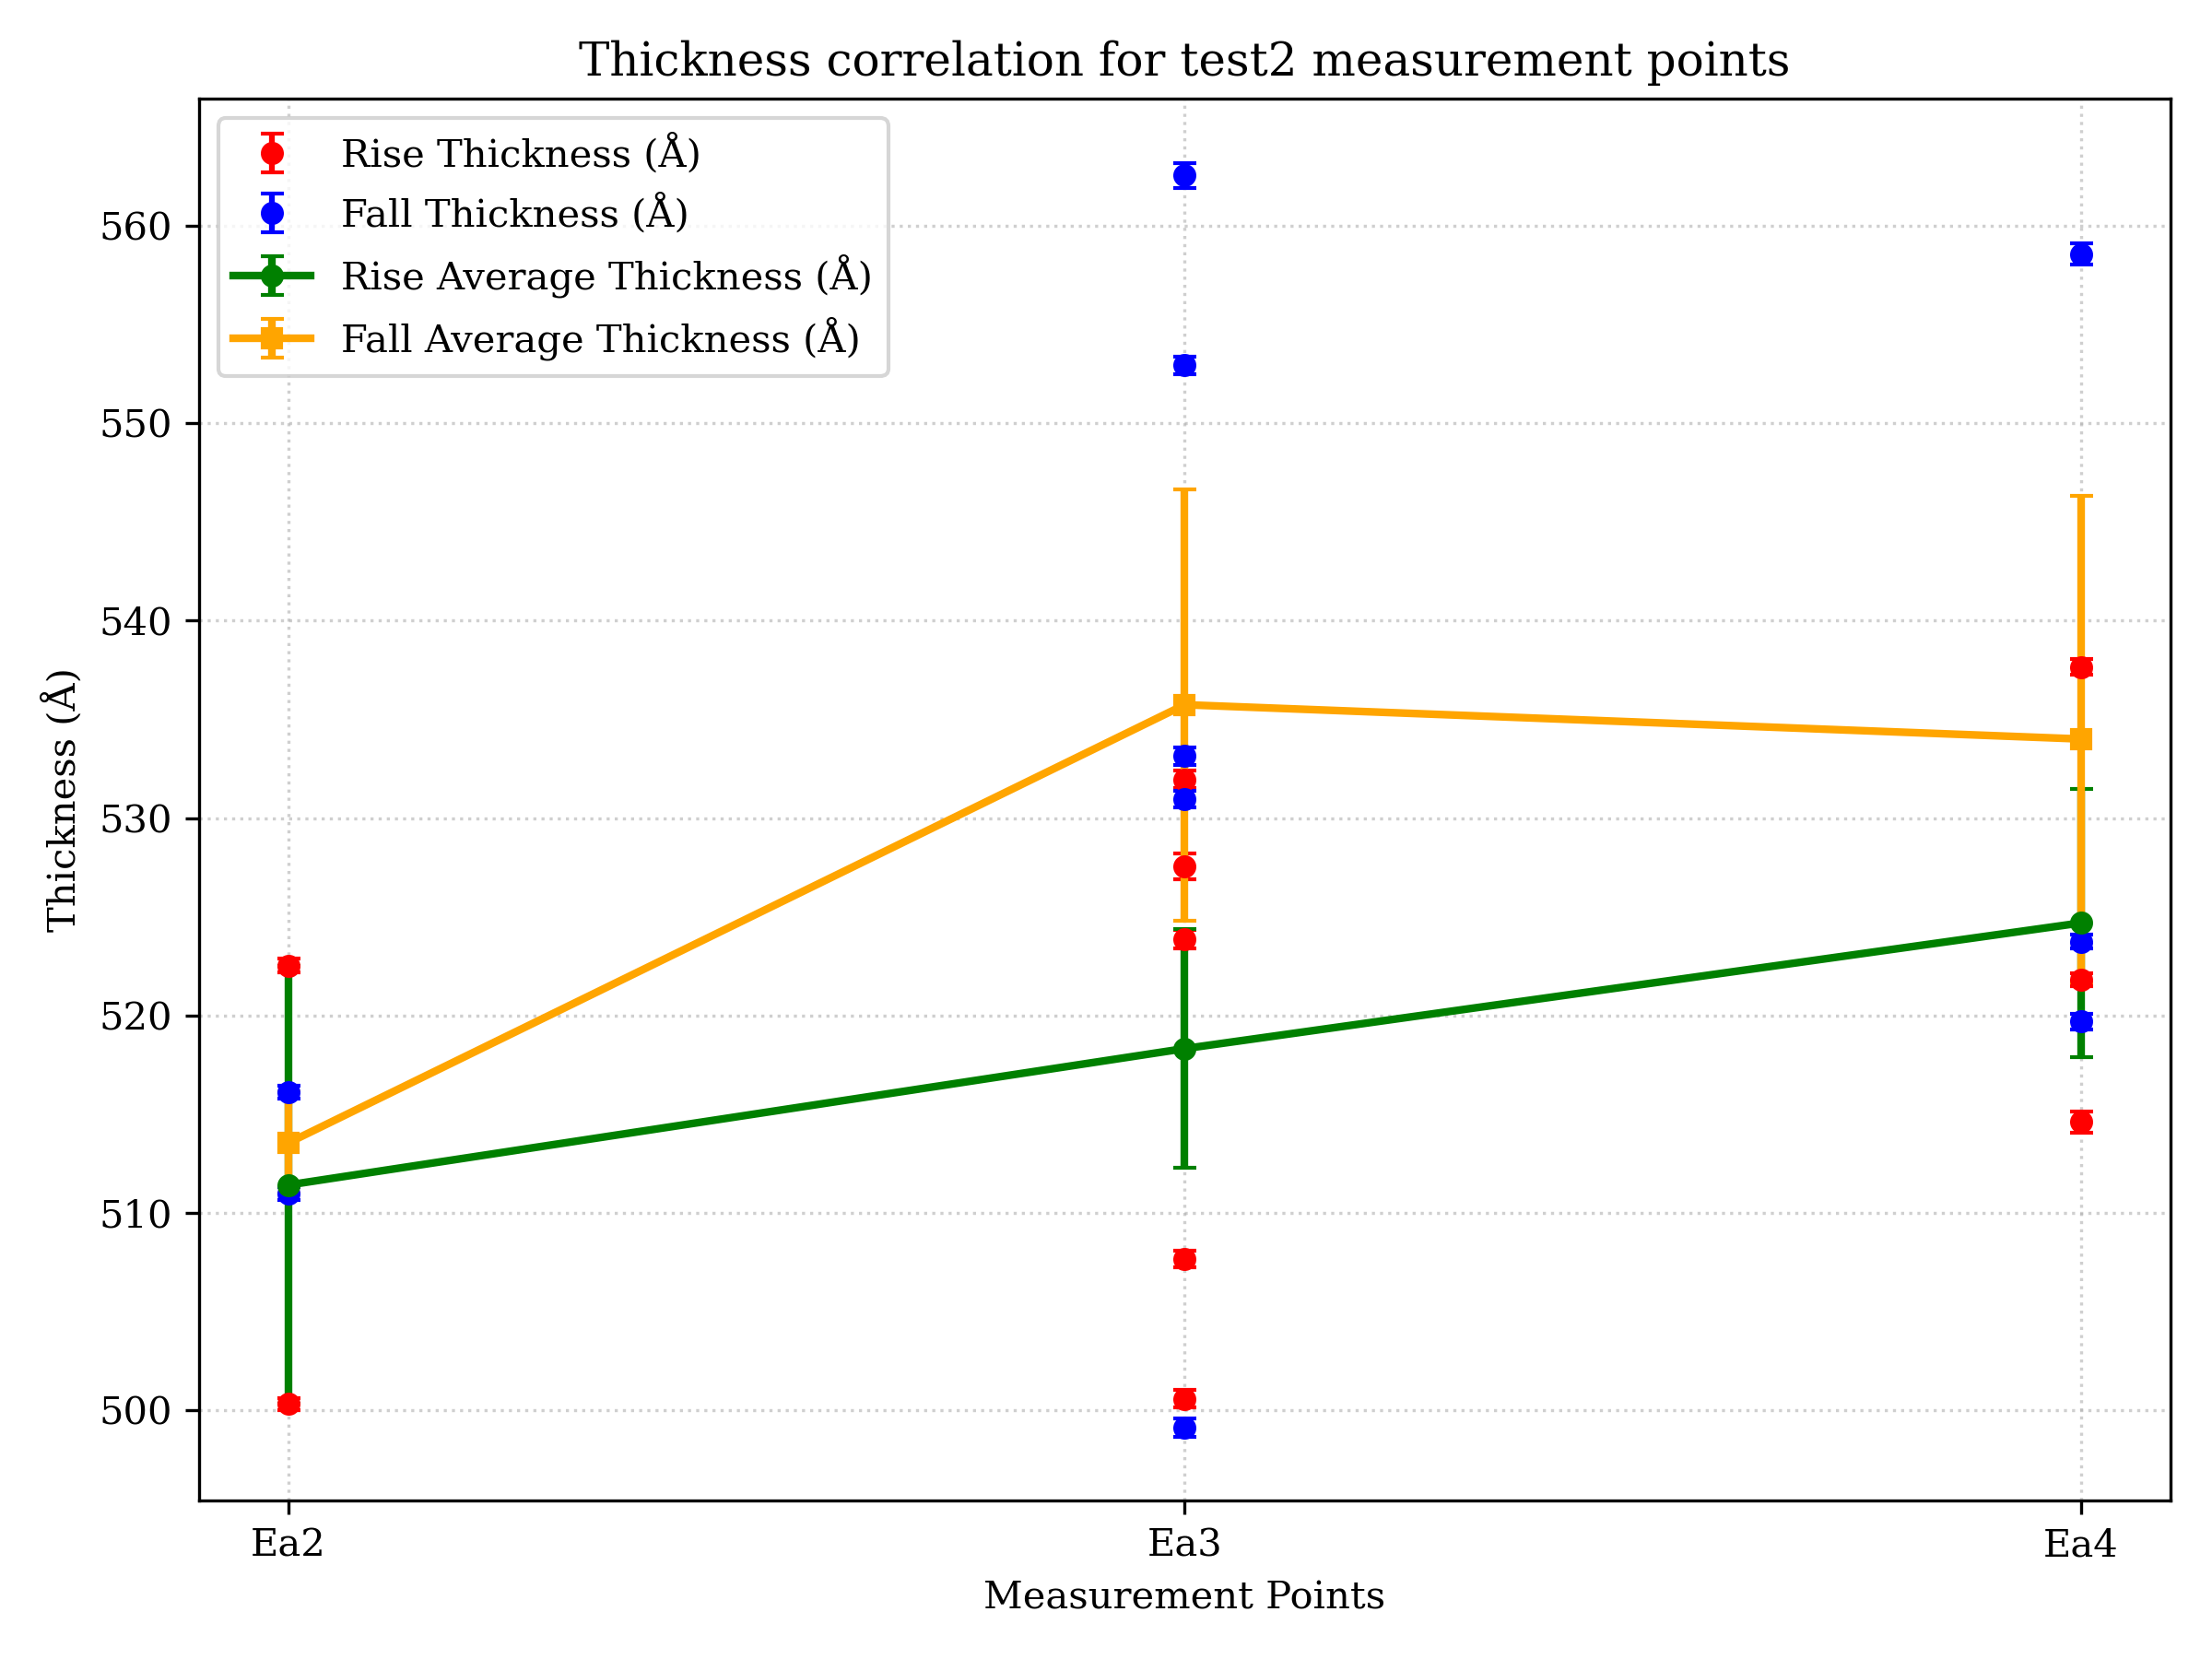 Thickness correlation for test2 measurement points
Rise Thickness (Å)
Fall Thickness (Å)
Rise Average Thickness (Å)
Fall Average Thickness (Å)
Thickness (Å)
560
550
540
530
520
510
500
Ea2 Ea3 Ea4
Measurement Points